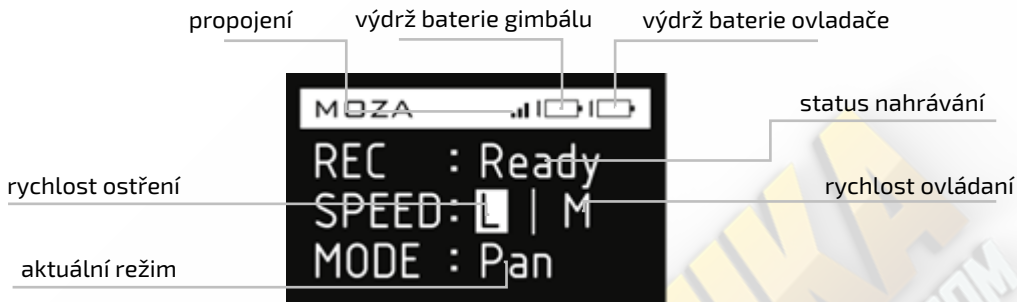 propojení výdrž baterie gimbálu výdrž baterie ovladače
MOZA
status nahrávání
REC : Ready
rychlost ostření
SPEED: L | M
rychlost ovládaní
MODE : Pan
aktuální režim